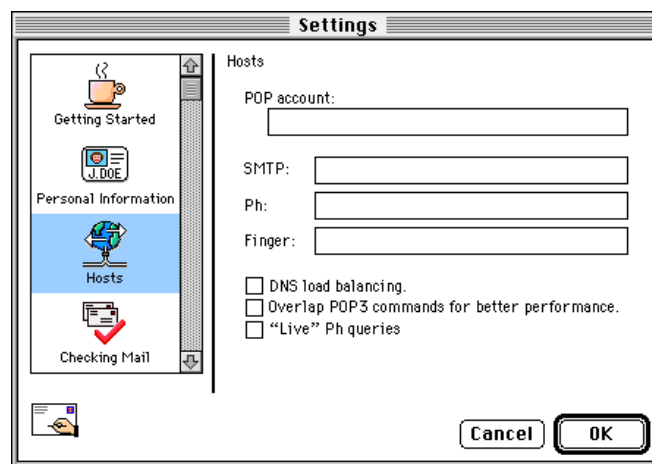 Settings
Getting Started
J.DOE
Personal Information
Hosts
Checking Mail
Hosts
POP account:
SMTP:
Ph:
Finger:
DNS load balancing.
Overlap POP3 commands for better performance.
“Live” Ph queries
Cancel
OK